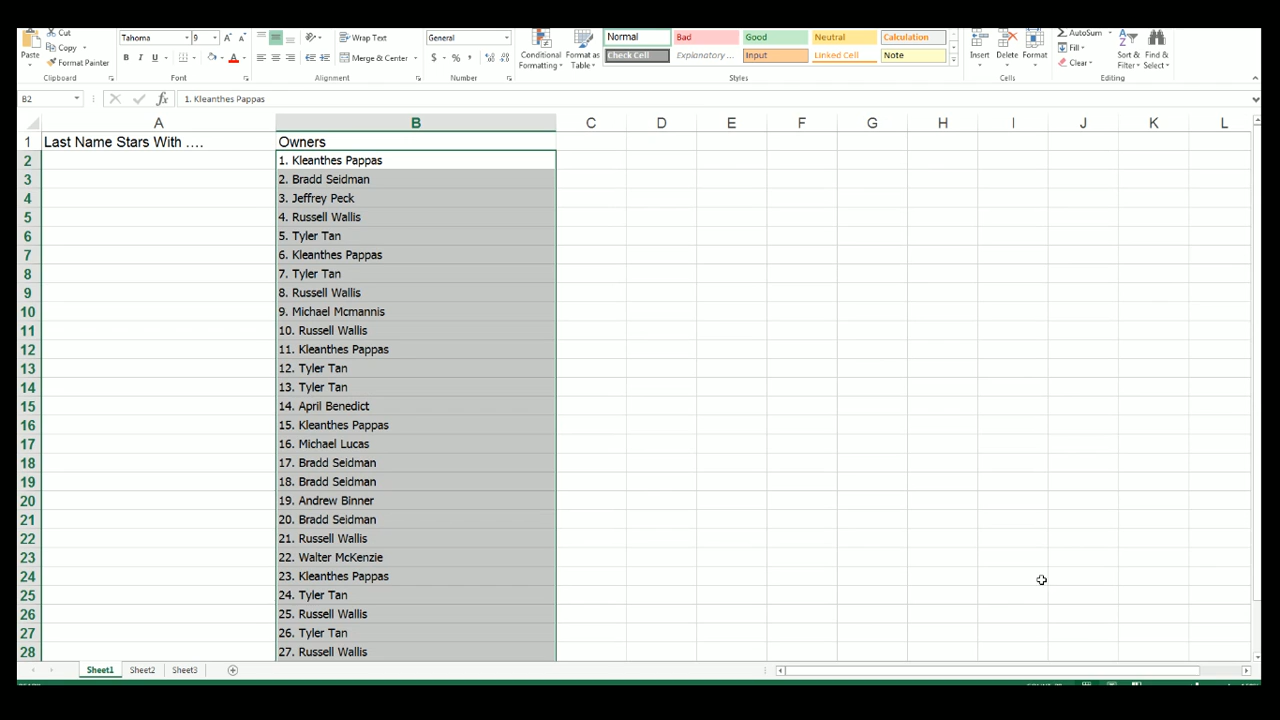 Cut
Copy
Format Painter
Paste
Clipboard
Tahoma 9
B I U
Font
Wrap Text
Merge & Center
Alignment
General
$ % ,
Number
Conditional Formatting
Format as Table
Normal Bad Good Neutral Calculation
Check Cell Explanatory ... Input Linked Cell Note
Styles
Insert Delete Format
Cells
AutoSum
Fill
Clear
Sort & Filter
Find & Select
Editing
B2 fx 1. Kleanthes Pappas
A B C D E F G H I J K L
1 Last Name Stars With .... Owners
2 1. Kleanthes Pappas
3 2. Bradd Seidman
4 3. Jeffrey Peck
5 4. Russell Wallis
6 5. Tyler Tan
7 6. Kleanthes Pappas
8 7. Tyler Tan
9 8. Russell Wallis
10 9. Michael Mcmannis
11 10. Russell Wallis
12 11. Kleanthes Pappas
13 12. Tyler Tan
14 13. Tyler Tan
15 14. April Benedict
16 15. Kleanthes Pappas
17 16. Michael Lucas
18 17. Bradd Seidman
19 18. Bradd Seidman
20 19. Andrew Binner
21 20. Bradd Seidman
22 21. Russell Wallis
23 22. Walter McKenzie
24 23. Kleanthes Pappas
25 24. Tyler Tan
26 25. Russell Wallis
27 26. Tyler Tan
28 27. Russell Wallis
Sheet1 Sheet2 Sheet3